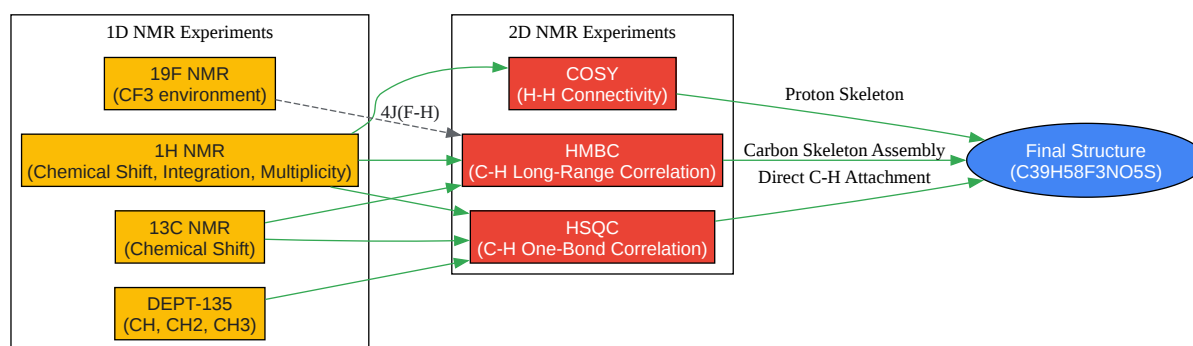 1D NMR Experiments
19F NMR
(CF3 environment)
1H NMR
(Chemical Shift, Integration, Multiplicity)
13C NMR
(Chemical Shift)
DEPT-135
(CH, CH2, CH3)
4J(F-H)
2D NMR Experiments
COSY
(H-H Connectivity)
HMBC
(C-H Long-Range Correlation)
HSQC
(C-H One-Bond Correlation)
Proton Skeleton
Carbon Skeleton Assembly
Direct C-H Attachment
Final Structure
(C39H58F3NO5S)